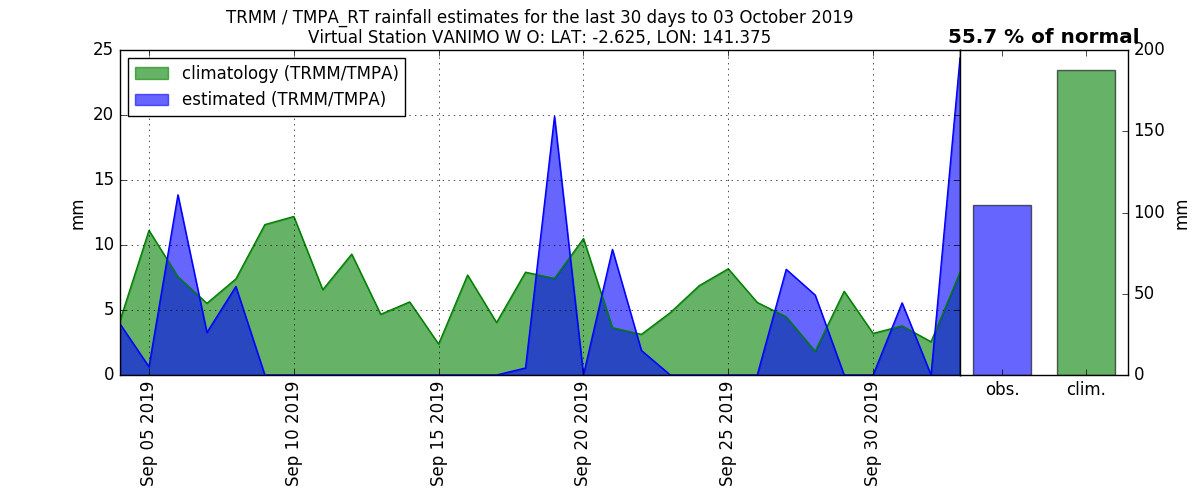 TRMM / TMPA_RT rainfall estimates for the last 30 days to 03 October 2019
Virtual Station VANIMO W O: LAT: -2.625, LON: 141.375
55.7 % of normal
climatology (TRMM/TMPA)
estimated (TRMM/TMPA)
25
20
15
10
5
0
mm
Sep 05 2019
Sep 10 2019
Sep 15 2019
Sep 20 2019
Sep 25 2019
Sep 30 2019
obs.
clim.
200
150
100
50
0
mm